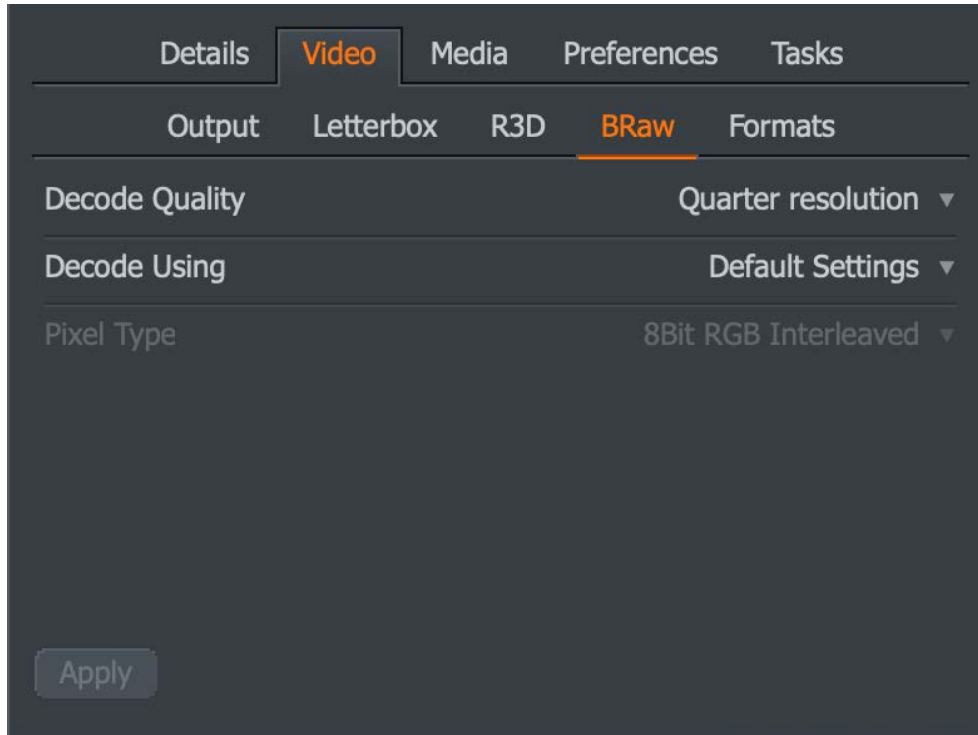 Details Video Media Preferences Tasks
Output Letterbox R3D BRaw Formats
Decode Quality Quarter resolution
Decode Using Default Settings
Pixel Type 8Bit RGB Interleaved
Apply